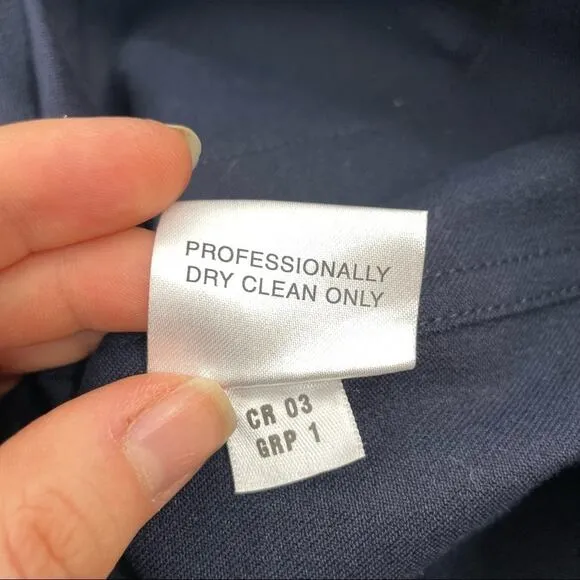 PROFESSIONALLY
DRY CLEAN ONLY
CR 03
GRP 1